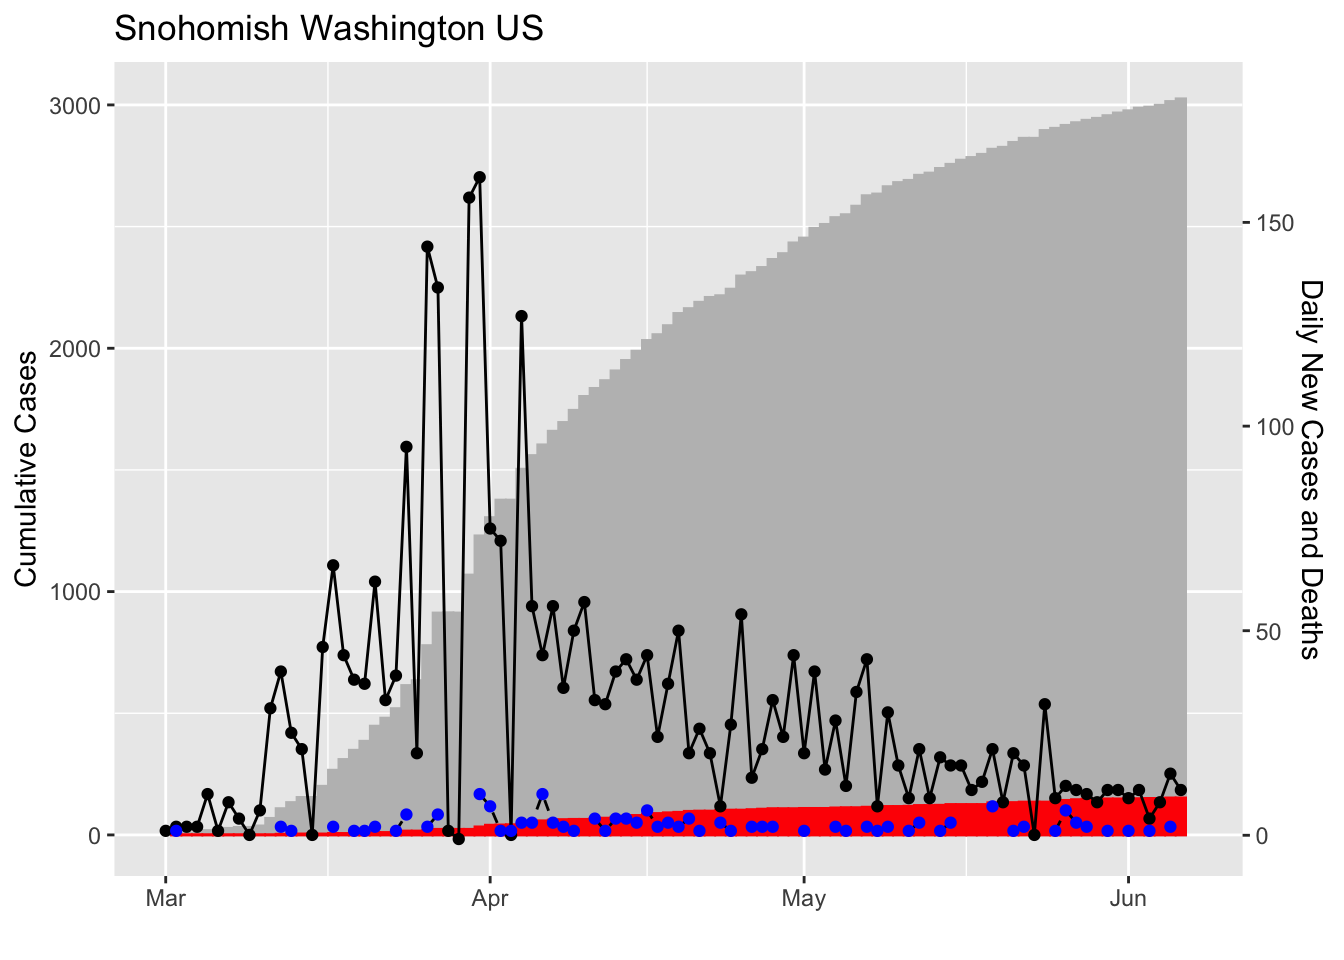 Snohomish Washington US
Cumulative Cases
3000
2000
1000
0
150
100
50
0
Daily New Cases and Deaths
Mar
Apr
May
Jun